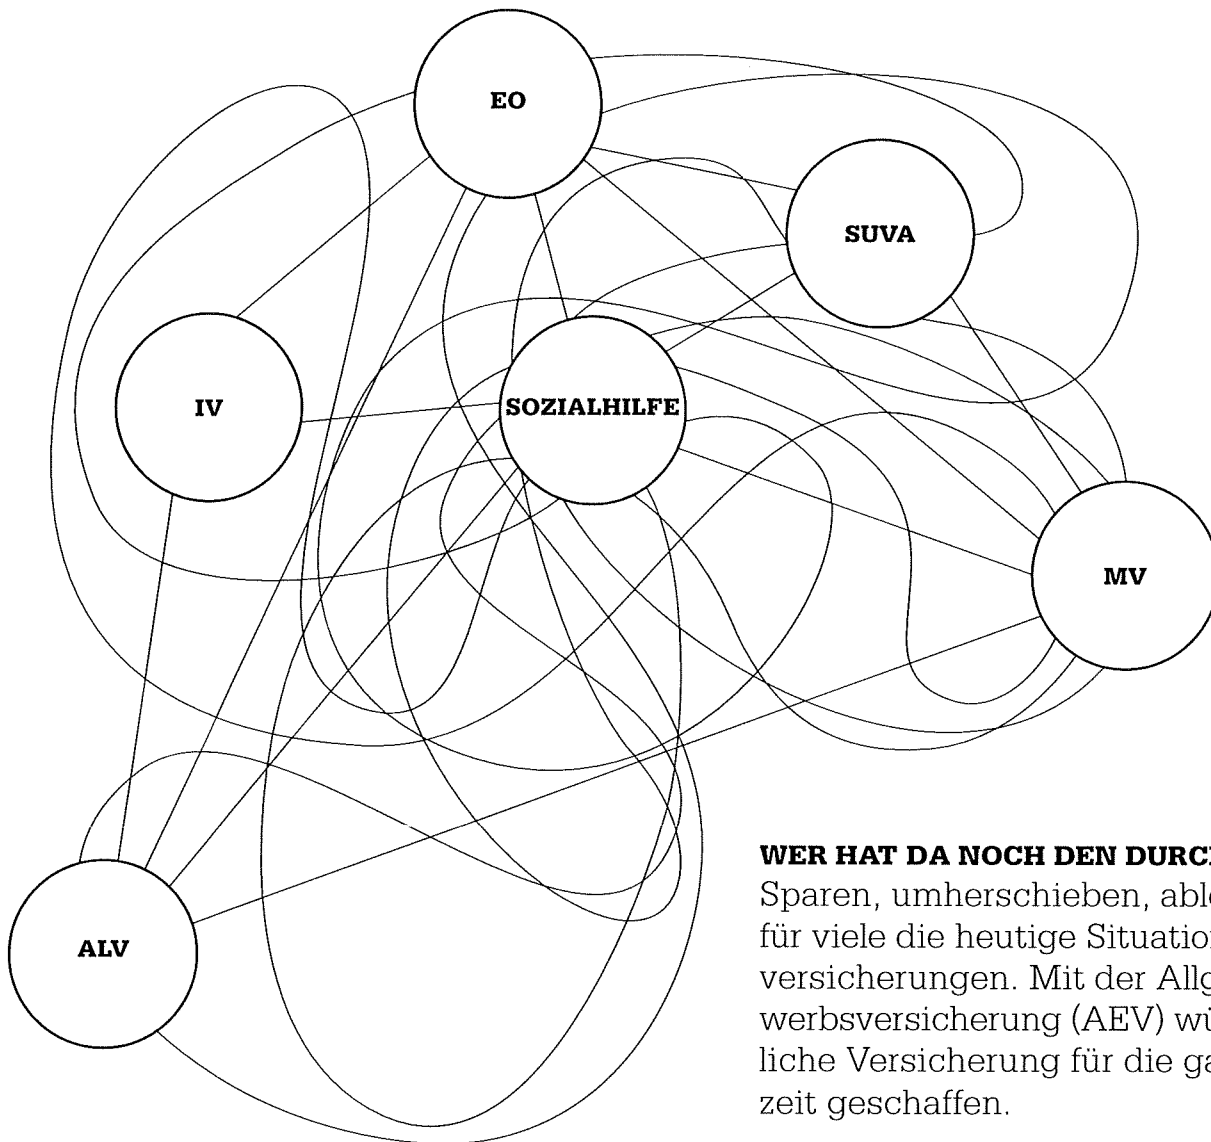 EO
SUVA
IV
SOZIALHILFE
MV
ALV
WER HAT DA NOCH DEN
Sparen, umherschieben,
für viele die heutige
versicherungen. Mit der
werbsversicherung (AEV)
liche Versicherung für die
zeit geschaffen.